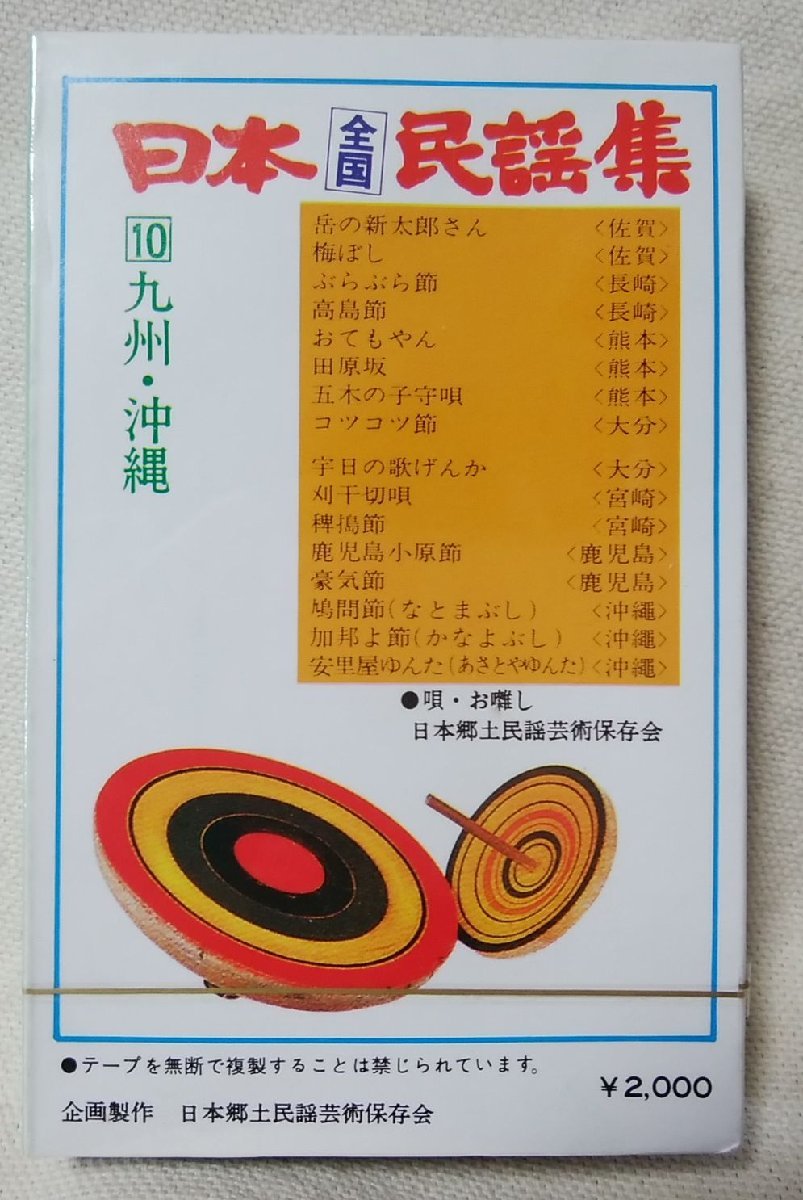 日本全国民謡集
10 九州・沖縄
岳の新太郎さん〈佐賀〉
梅ぼし〈佐賀〉
ぶらぶら節〈長崎〉
高島節〈長崎〉
おてもやん〈熊本〉
田原坂〈熊本〉
五木の子守唄〈熊本〉
コツコツ節〈大分〉
宇目の歌げんか〈大分〉
刈干切唄〈宮崎〉
稗搗節〈宮崎〉
鹿児島小原節〈鹿児島〉
豪気節〈鹿児島〉
鳩間節(なとまぶし)〈沖繩〉
加那よ節(かなよぶし)〈沖繩〉
安里屋ゆんた(あさとやゆんた)〈沖繩〉
●唄・お囃し
日本郷土民謡芸術保存会
●テープを無断で複製することは禁じられています。
¥2,000
企画製作 日本郷土民謡芸術保存会